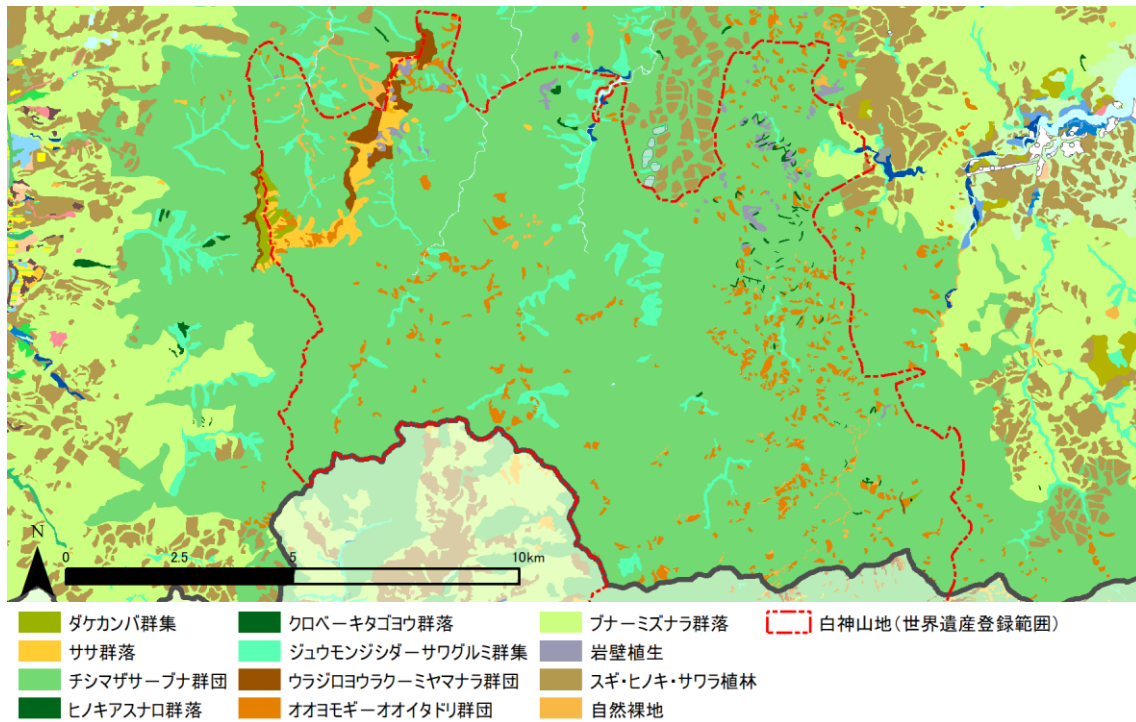 N
0 2.5 5 10km
ダケカンバ群集 クロベーキタゴヨウ群落 ブナーミズナラ群落 白神山地(世界遺産登録範囲)
ササ群落 ジュウモンジシダーサワグルミ群集 岩壁植生
チシマザサーブナ群団 ウラジロヨウラクーミヤマナラ群団 スギ・ヒノキ・サワラ植林
ヒノキアスナロ群落 オオヨモギーオオイタドリ群団 自然裸地